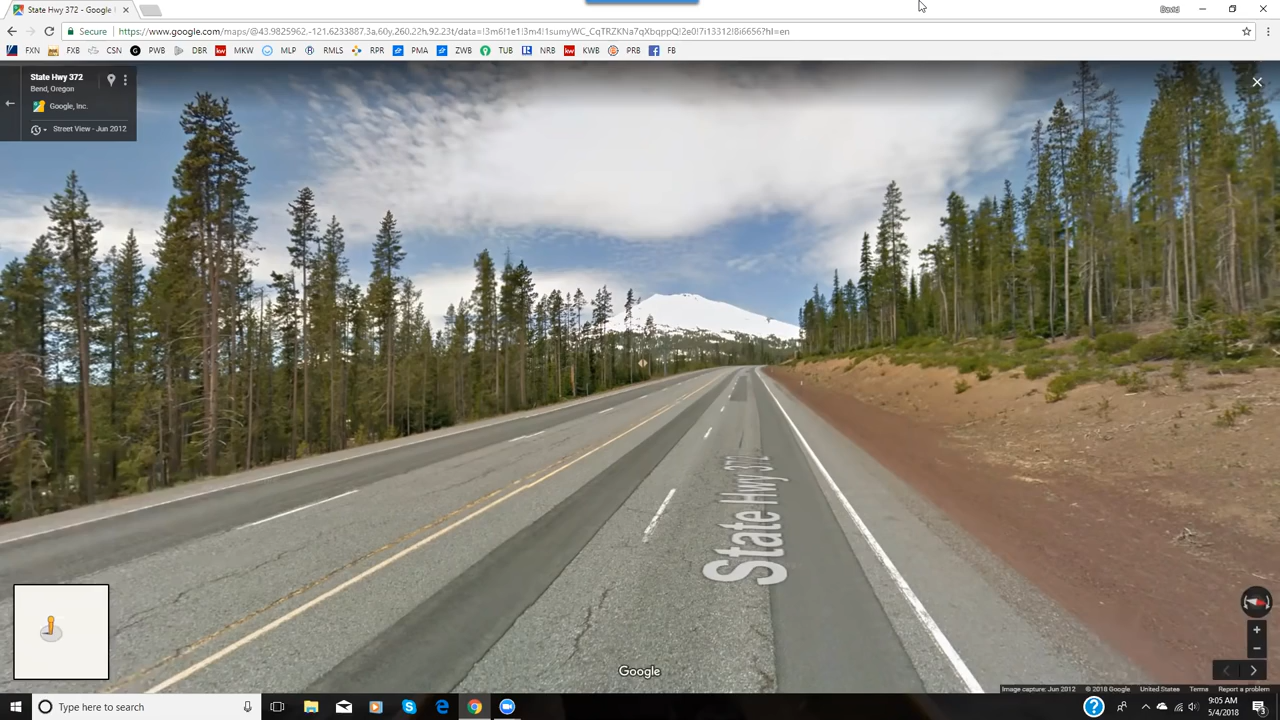 State Hwy 372 - Google
David
Secure
https://www.google.com/maps/@43.9825962,-121.6233887,3a,60y,260.22h,92.23t/data=!3m6!1e1!3m4!1sumyWC_CqTRZKNa7qXbqppQ!2e0!7i13312!8i6656?hl=en
FXN FXB CSN PWB DBR MKW MLP RMLS RPR PMA ZWB TUB NRB KWB PRB FB
State Hwy 372
Bend, Oregon
Google, Inc.
Street View - Jun 2012
State Hwy 372
Google
Image capture: Jun 2012 © 2018 Google United States Terms Report a problem
Type here to search
9:05 AM
5/4/2018
3